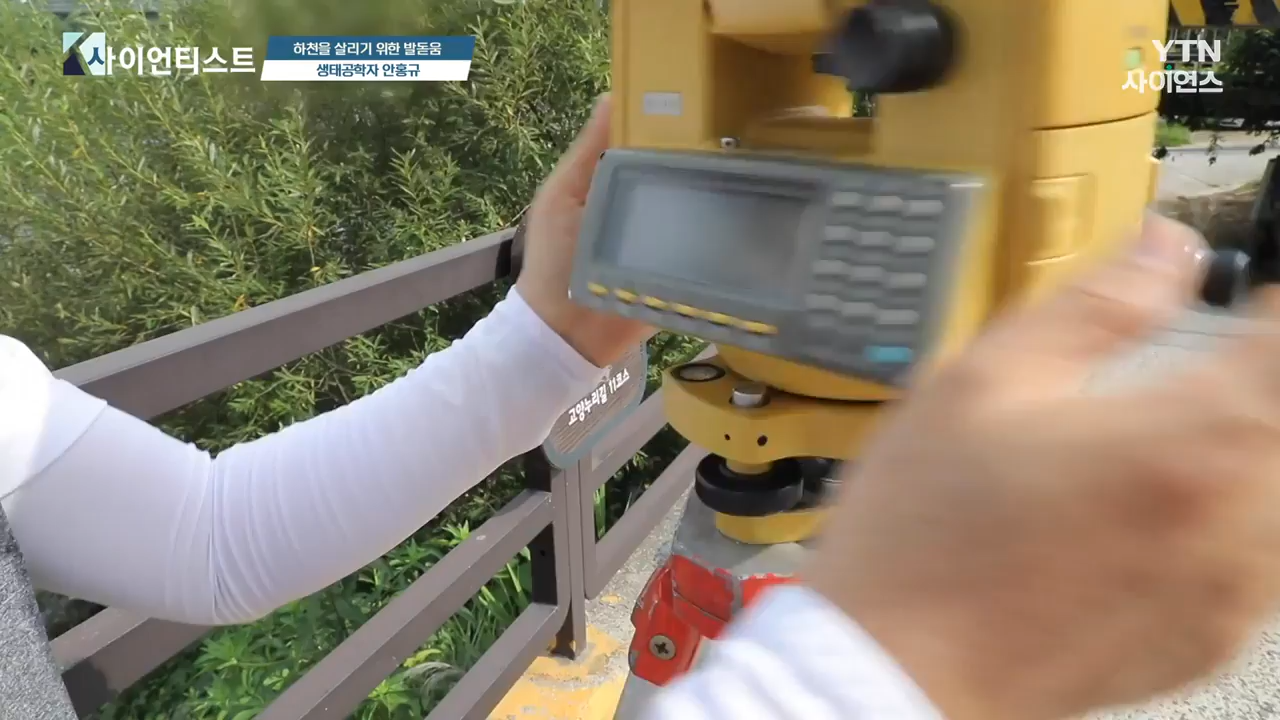 K사이언티스트
하천을 살리기 위한 발돋움
생태공학자 안홍규
YTN
사이언스
고양누리길 11코스